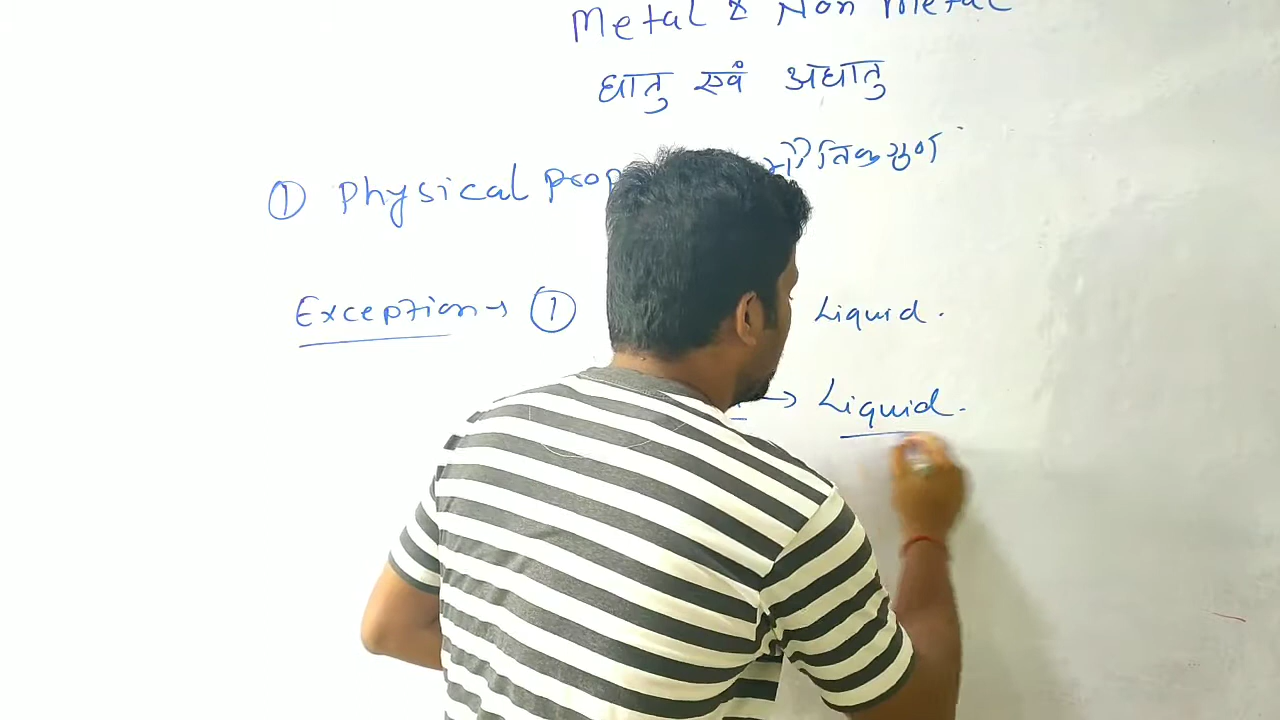 Metal & Non Metal
धातु एवं अधातु
① Physical prop भौतिक गुण
Exception → ① Liquid.
→ Liquid.